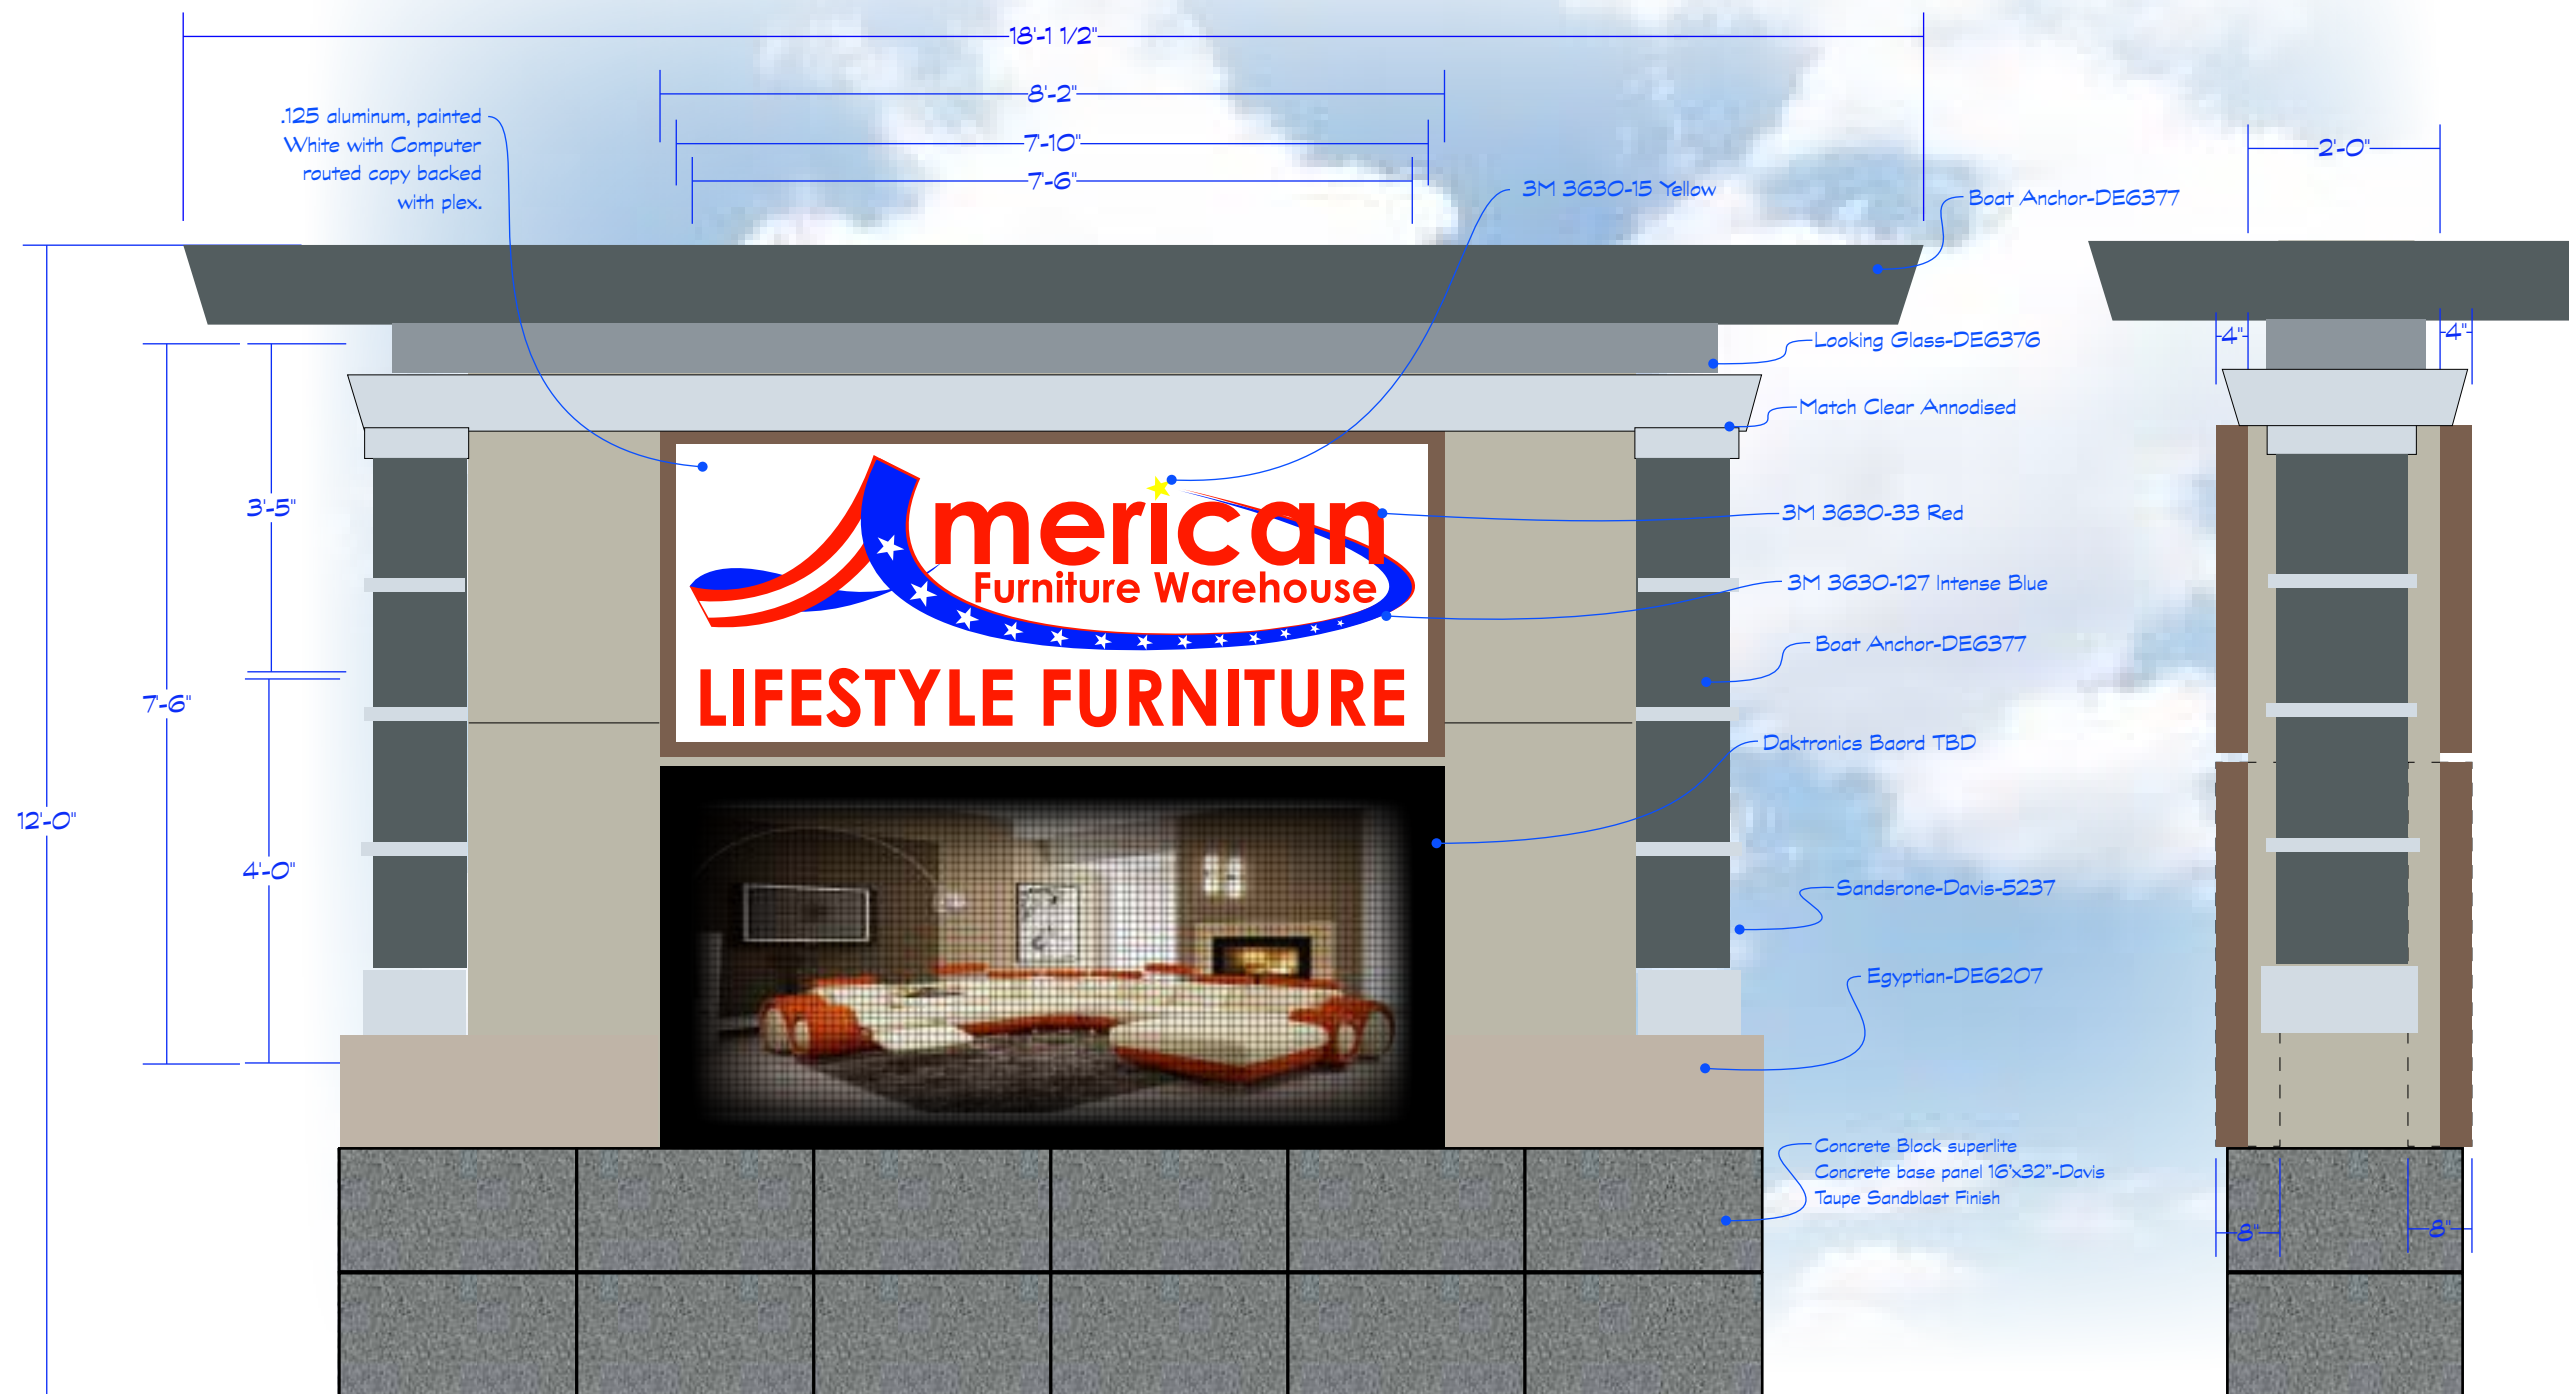 18'-1 1/2"
8'-2"
7'-10"
7'-6"
.125 aluminum, painted
White with Computer
routed copy backed
with plex.
3M 3630-15 Yellow
Boat Anchor-DE6377
2'-0"
4"
4"
Looking Glass-DE6376
Match Clear Annodised
3'-5"
7'-6"
4'-0"
12'-0"
merican
Furniture Warehouse
LIFESTYLE FURNITURE
3M 3630-33 Red
3M 3630-127 Intense Blue
Boat Anchor-DE6377
Daktronics Baord TBD
Sandsrone-Davis-5237
Egyptian-DE6207
Concrete Block superlite
Concrete base panel 16'x32"-Davis
Taupe Sandblast Finish
8"
8"